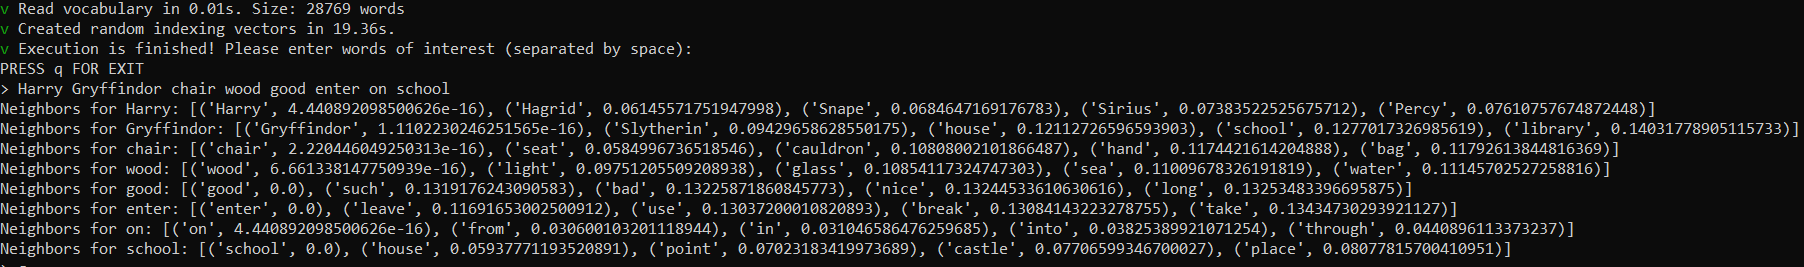 v Read vocabulary in 0.01s. Size: 28769 words
v Created random indexing vectors in 19.36s.
v Execution is finished! Please enter words of interest (separated by space):
PRESS q FOR EXIT
> Harry Gryffindor chair wood good enter on school
Neighbors for Harry: [('Harry', 4.440892098500626e-16), ('Hagrid', 0.06145571751947998), ('Snape', 0.0684647169176783), ('Sirius', 0.07383522525675712), ('Percy', 0.07610757674872448)]
Neighbors for Gryffindor: [('Gryffindor', 1.1102230246251565e-16), ('Slytherin', 0.09429658628550175), ('house', 0.12112726596593903), ('school', 0.1277017326985619), ('library', 0.14031778905115733)]
Neighbors for chair: [('chair', 2.220446049250313e-16), ('seat', 0.0584996736518546), ('cauldron', 0.10808002101866487), ('hand', 0.1174421614204888), ('bag', 0.11792613844816369)]
Neighbors for wood: [('wood', 6.661338147750939e-16), ('light', 0.09751205509208938), ('glass', 0.10854117324747303), ('sea', 0.11009678326191819), ('water', 0.11145702527258816)]
Neighbors for good: [('good', 0.0), ('such', 0.1319176243090583), ('bad', 0.13225871860845773), ('nice', 0.13244533610630616), ('long', 0.13253483396695875)]
Neighbors for enter: [('enter', 0.0), ('leave', 0.11691653002500912), ('use', 0.13037200010820893), ('break', 0.13084143223278755), ('take', 0.13434730293921127)]
Neighbors for on: [('on', 4.440892098500626e-16), ('from', 0.030600103201118944), ('in', 0.031046586476259685), ('into', 0.03825389921071254), ('through', 0.0440896113373237)]
Neighbors for school: [('school', 0.0), ('house', 0.05937771193520891), ('point', 0.07023183419973689), ('castle', 0.07706599346700027), ('place', 0.08077815700410951)]